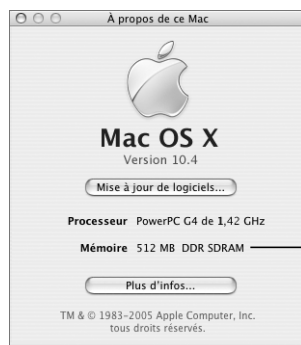 À propos de ce Mac
Mac OS X
Version 10.4
Mise à jour de logiciels...
Processeur PowerPC G4 de 1,42 GHz
Mémoire 512 MB DDR SDRAM
Plus d'infos...
TM & © 1983-2005 Apple Computer, Inc.
tous droits réservés.